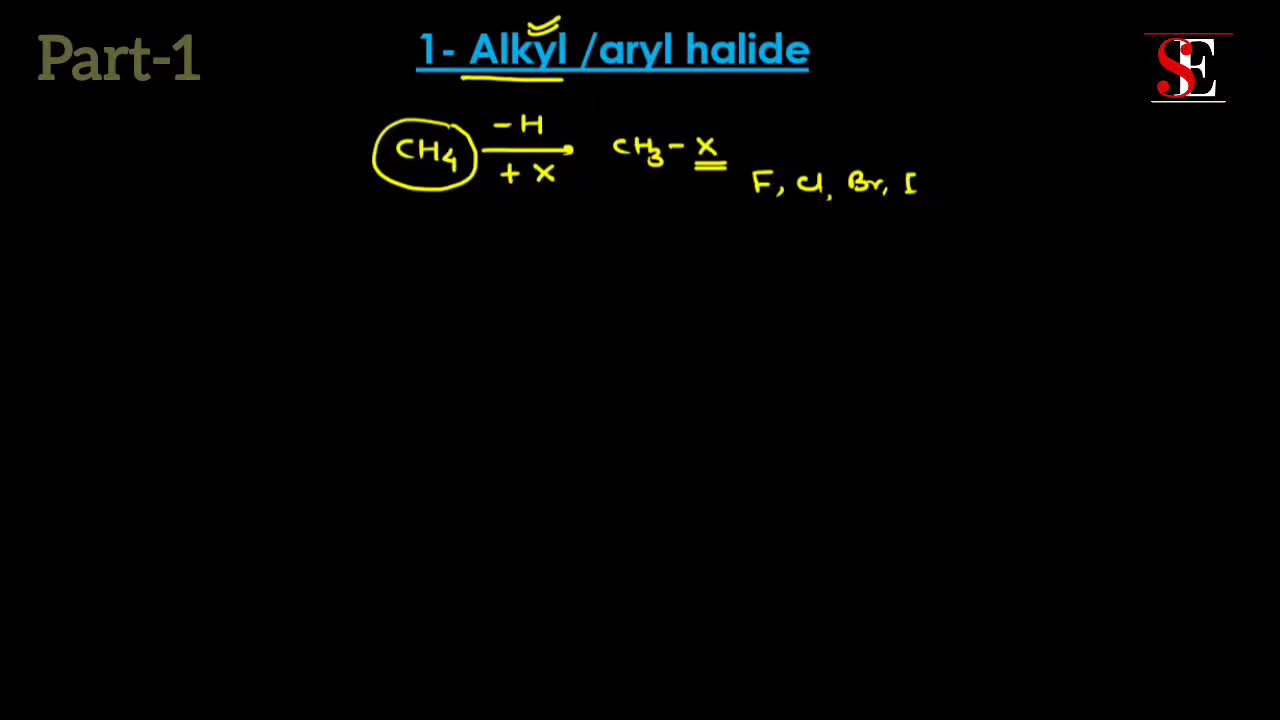 Part-1
1- Alkyl /aryl halide
SE
- H
CH4 → CH3 - X
+ X
F, Cl, Br, I